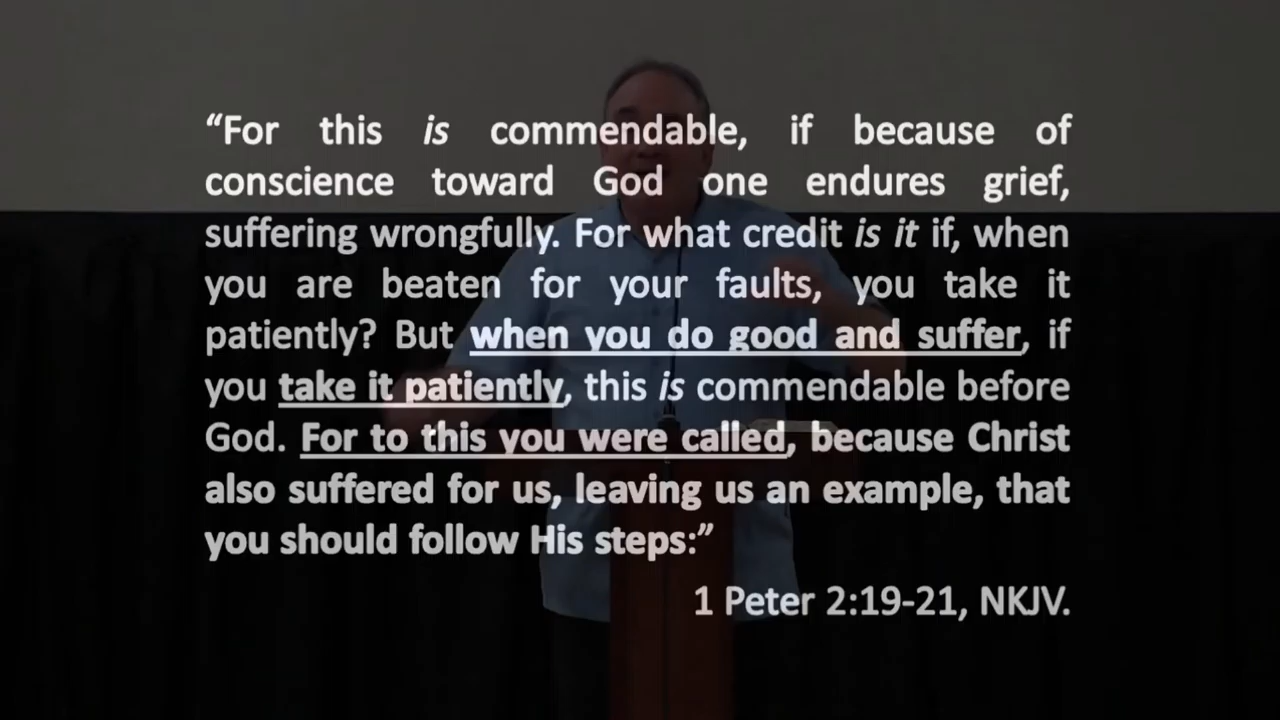 “For this is commendable, if because of
conscience toward God one endures grief,
suffering wrongfully. For what credit is it if, when
you are beaten for your faults, you take it
patiently? But when you do good and suffer, if
you take it patiently, this is commendable before
God. For to this you were called, because Christ
also suffered for us, leaving us an example, that
you should follow His steps:”
1 Peter 2:19-21, NKJV.